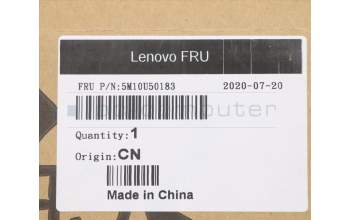 Lenovo FRU
FRU P/N:5M10U50183 2020-07-20
Quantity:1
Origin:CN
Made in China